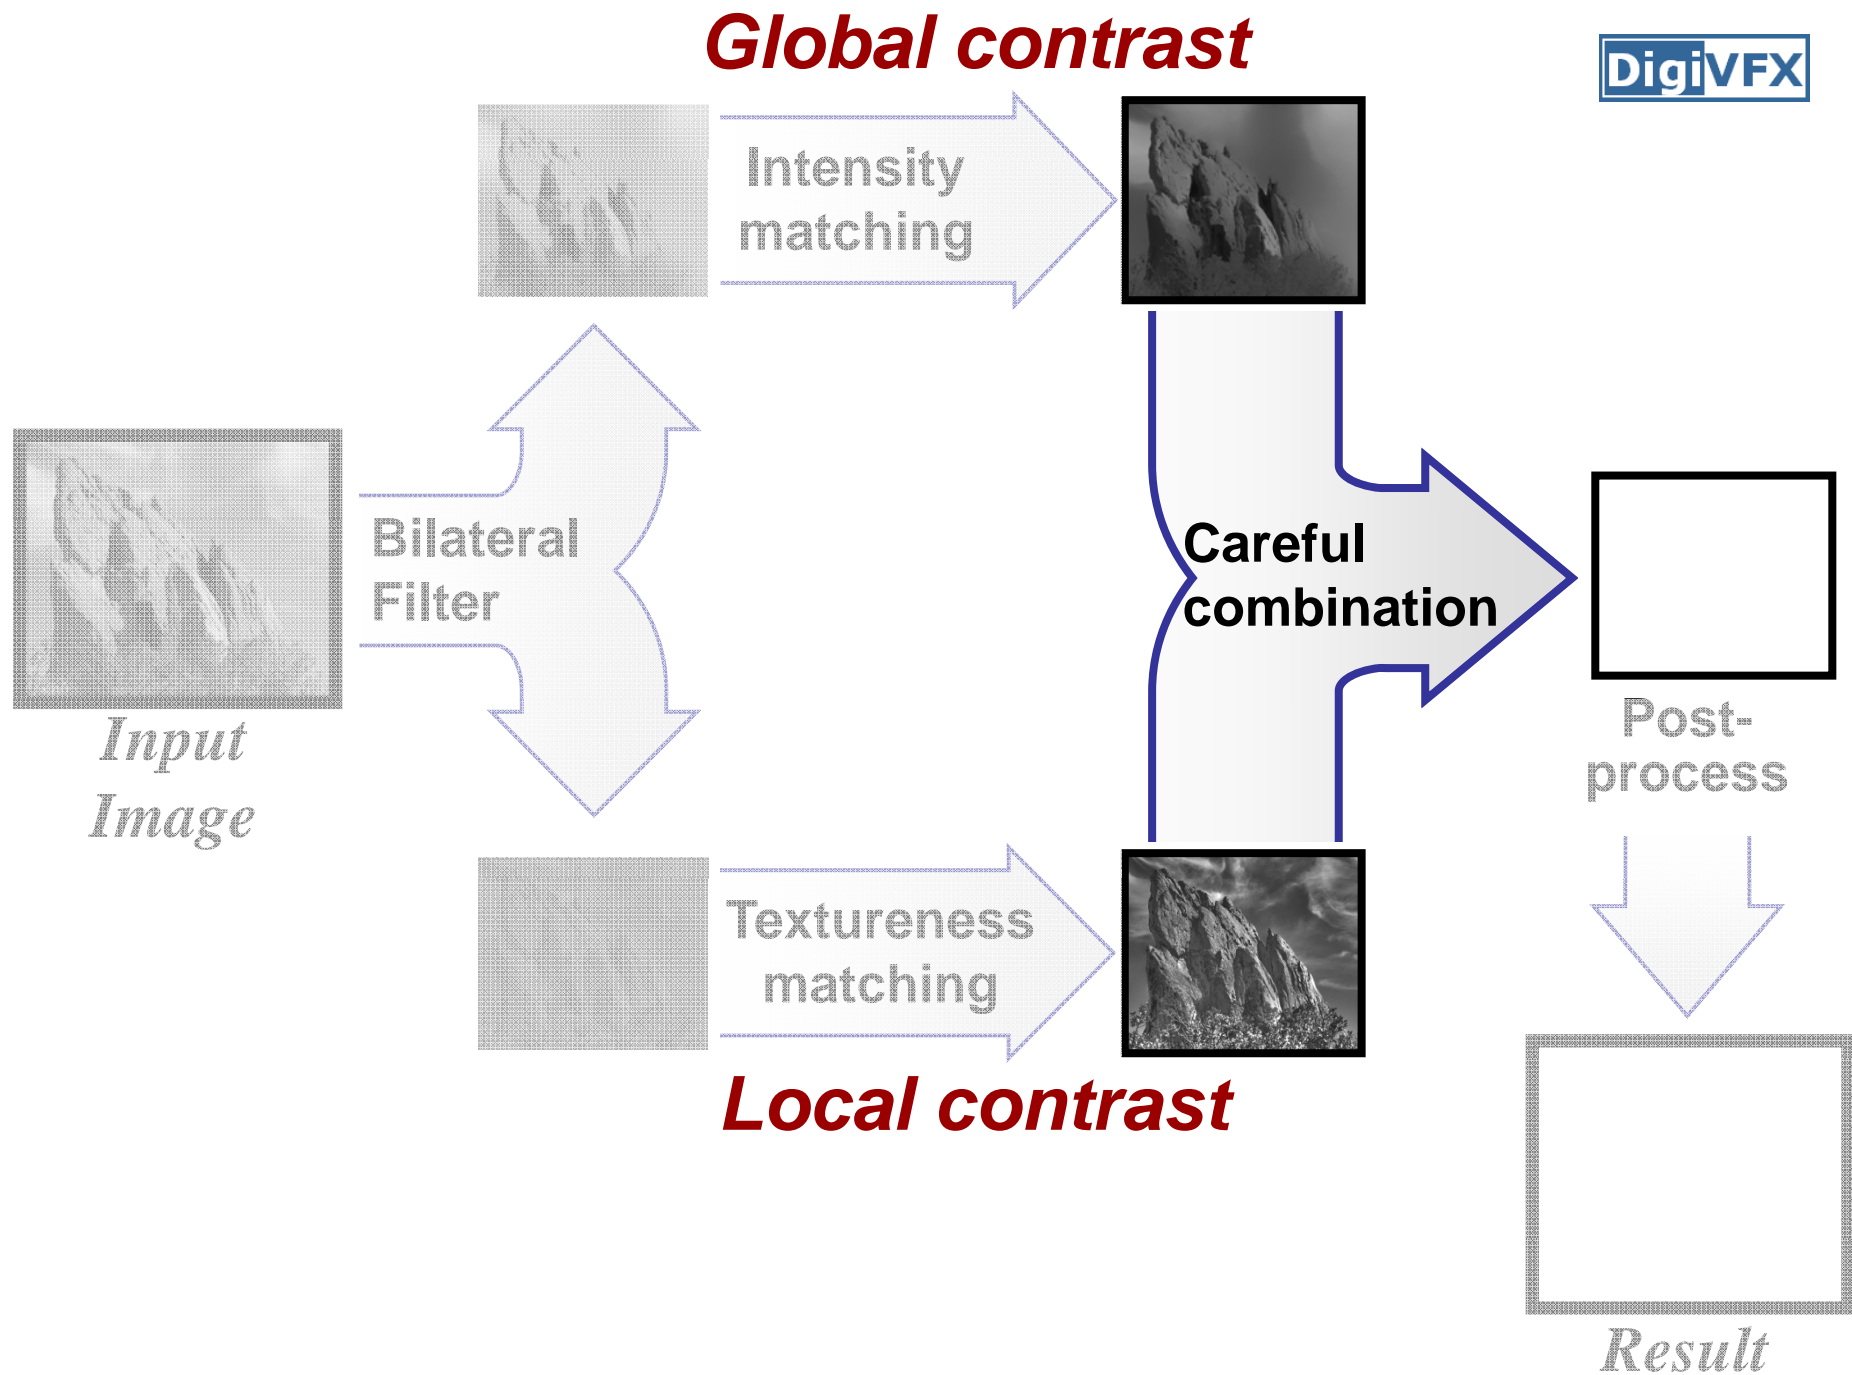 Global contrast
DigiVFX
Intensity
matching
Bilateral
Filter
Careful
combination
Input
Image
Post-
process
Textureness
matching
Local contrast
Result